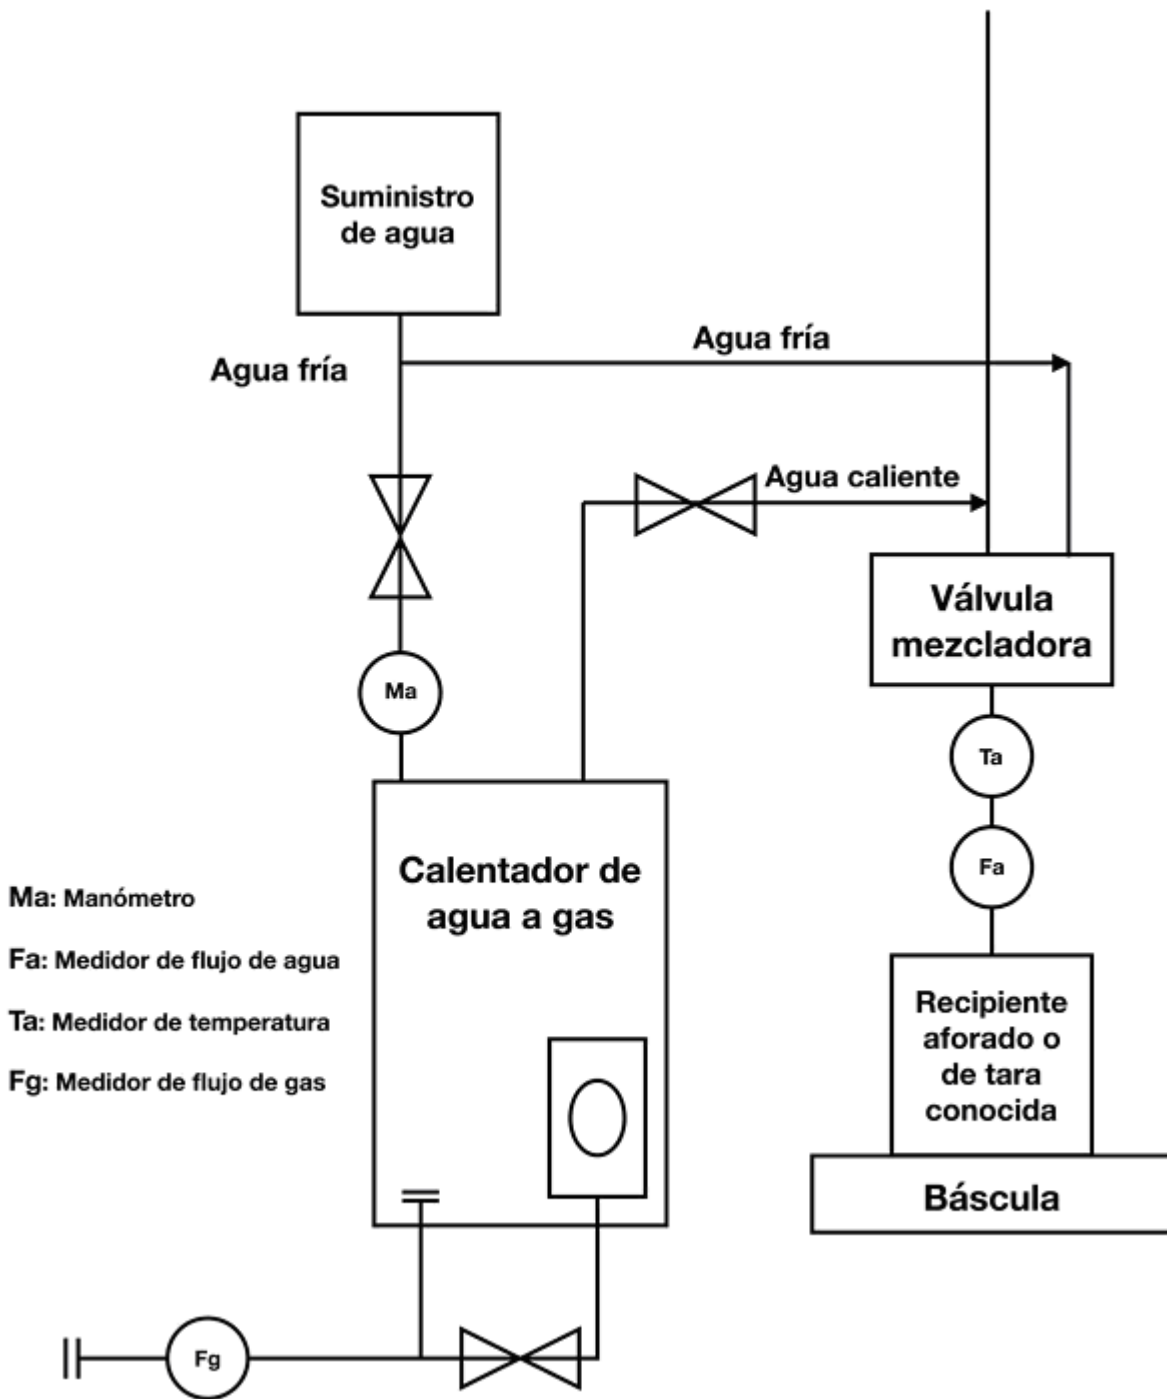 Suministro
de agua
Agua fría
Agua fría
Agua caliente
Válvula
mezcladora
Ma
Ta
Fa
Calentador de
agua a gas
Ma: Manómetro
Fa: Medidor de flujo de agua
Ta: Medidor de temperatura
Fg: Medidor de flujo de gas
Recipiente
aforado o
de tara
conocida
Báscula
Fg